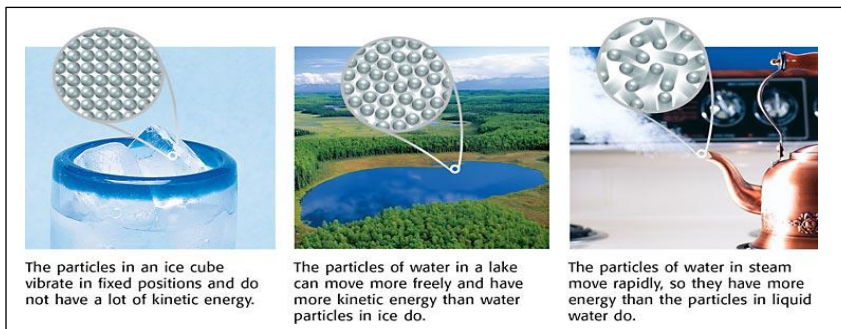 The particles in an ice cube
vibrate in fixed positions and do
not have a lot of kinetic energy.
The particles of water in a lake
can move more freely and have
more kinetic energy than water
particles in ice do.
The particles of water in steam
move rapidly, so they have more
energy than the particles in liquid
water do.